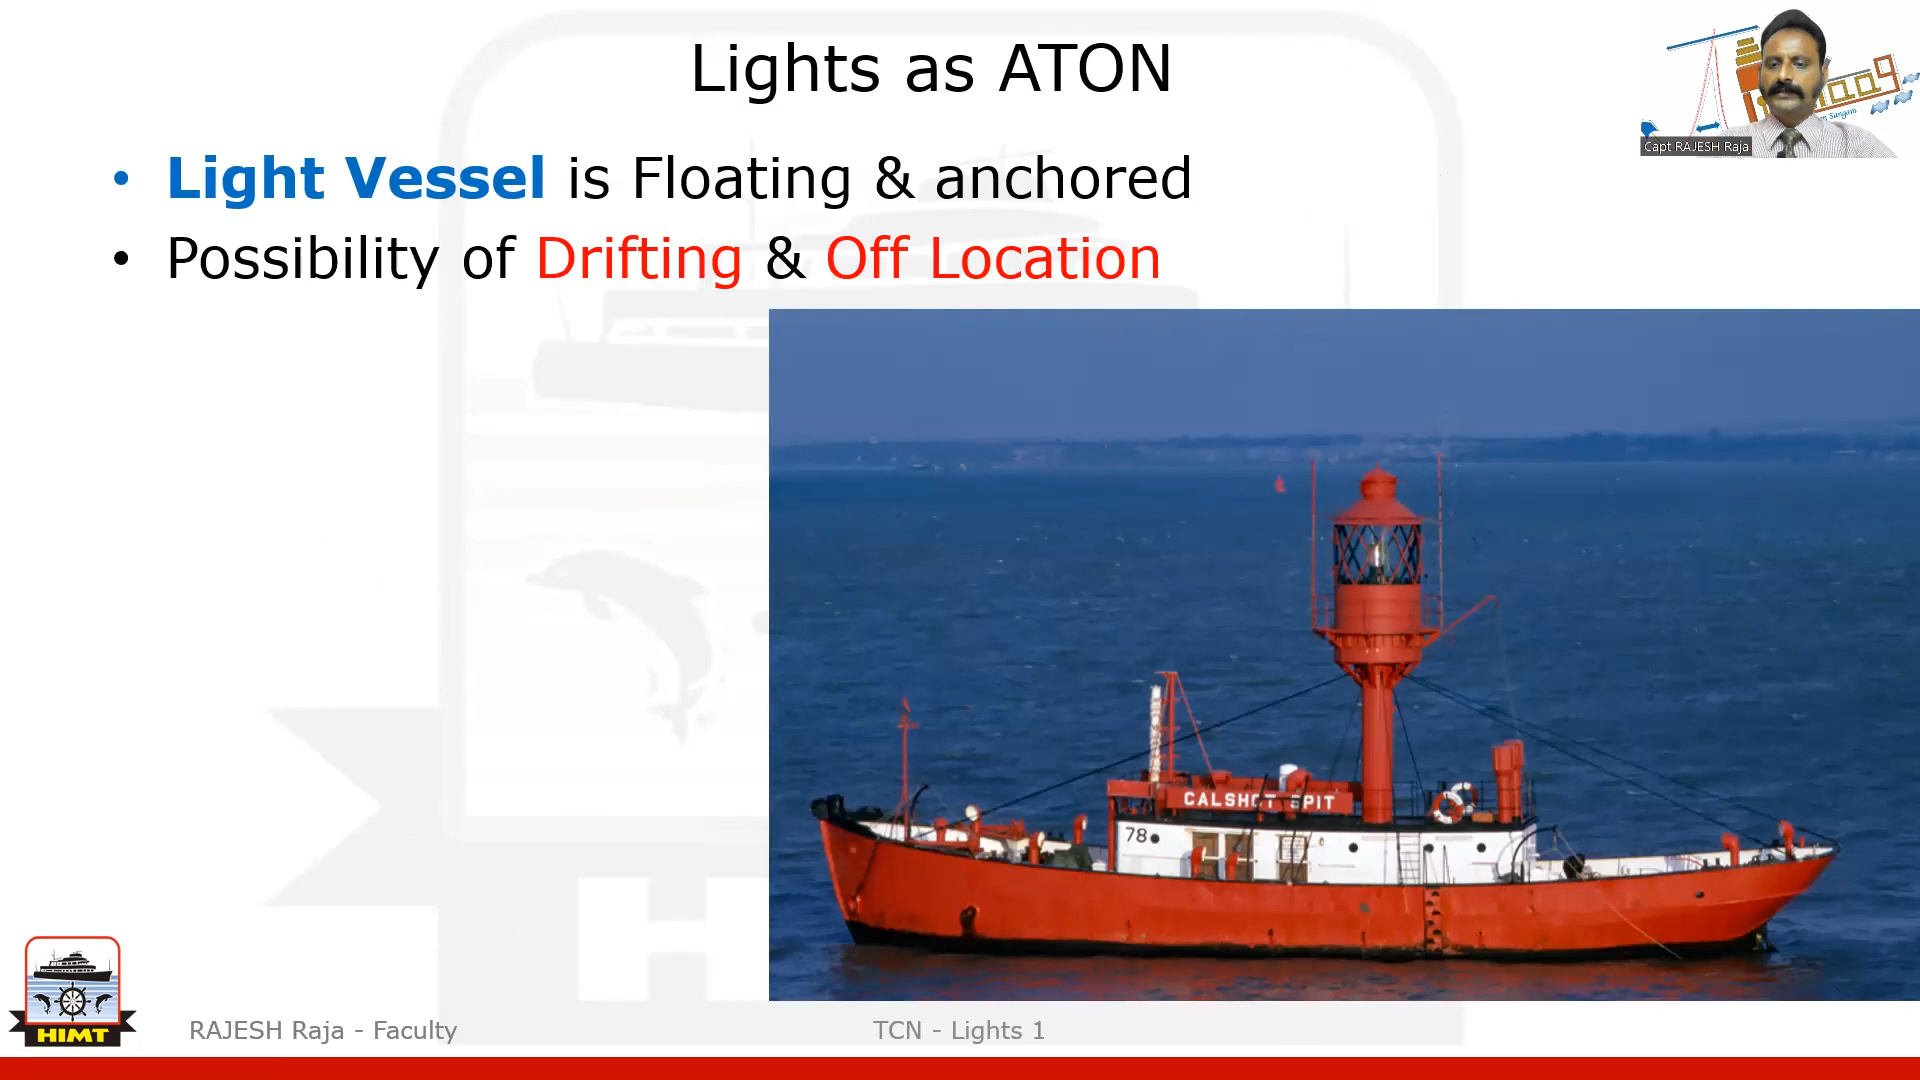 Lights as ATON
Capt RAJESH Raja
• Light Vessel is Floating & anchored
• Possibility of Drifting & Off Location
CALSHOT SPIT
78
HIMT
RAJESH Raja - Faculty
TCN - Lights 1